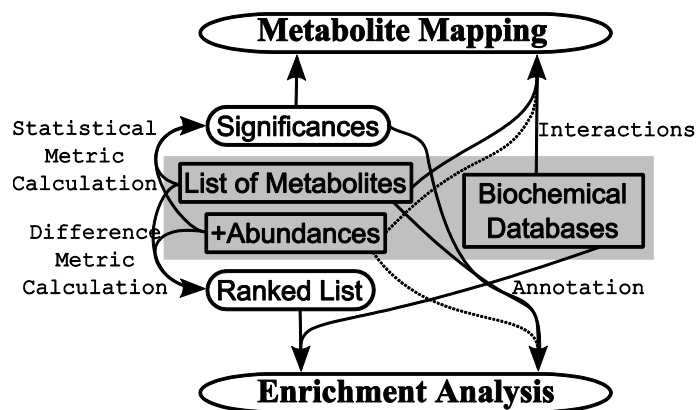 Metabolite Mapping
Significances
Statistical
Metric
Calculation
Interactions
List of Metabolites
Biochemical
Databases
+Abundances
Difference
Metric
Calculation
Ranked List
Annotation
Enrichment Analysis